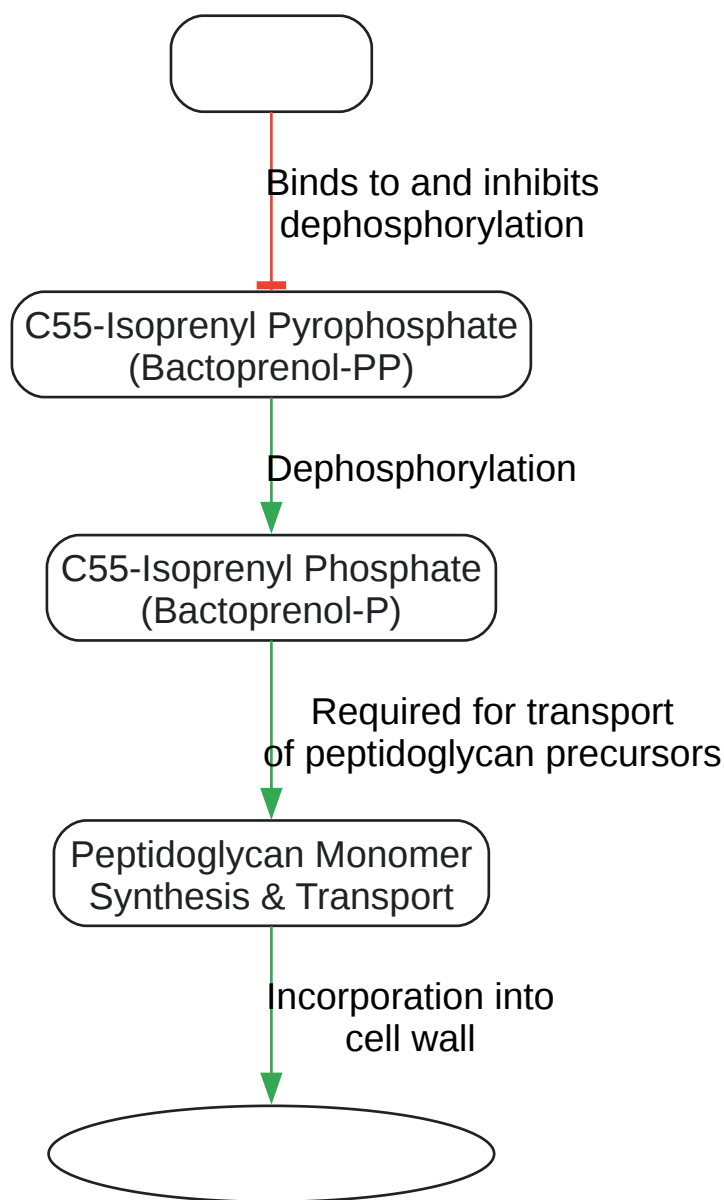 Binds to and inhibits
dephosphorylation
C55-Isoprenyl Pyrophosphate
(Bactoprenol-PP)
Dephosphorylation
C55-Isoprenyl Phosphate
(Bactoprenol-P)
Required for transport
of peptidoglycan precursors
Peptidoglycan Monomer
Synthesis & Transport
Incorporation into
cell wall